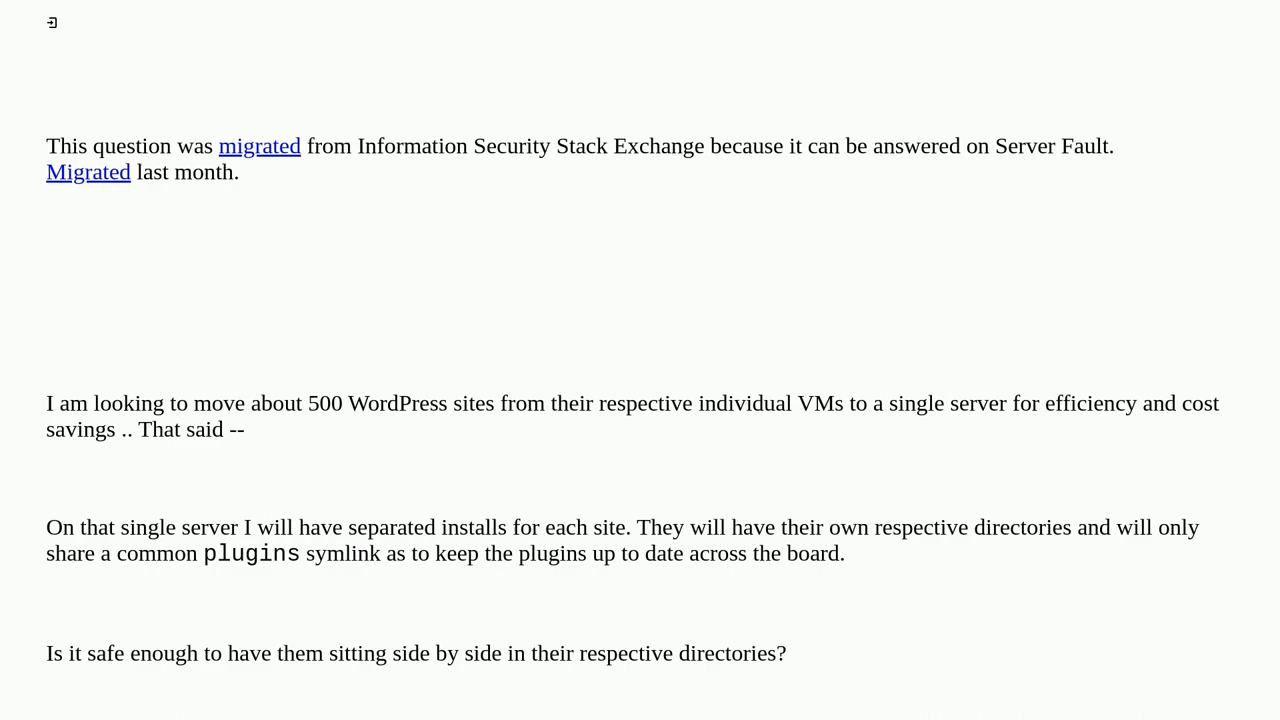 This question was migrated from Information Security Stack Exchange because it can be answered on Server Fault.
Migrated last month.
I am looking to move about 500 WordPress sites from their respective individual VMs to a single server for efficiency and cost
savings .. That said --
On that single server I will have separated installs for each site. They will have their own respective directories and will only
share a common plugins symlink as to keep the plugins up to date across the board.
Is it safe enough to have them sitting side by side in their respective directories?